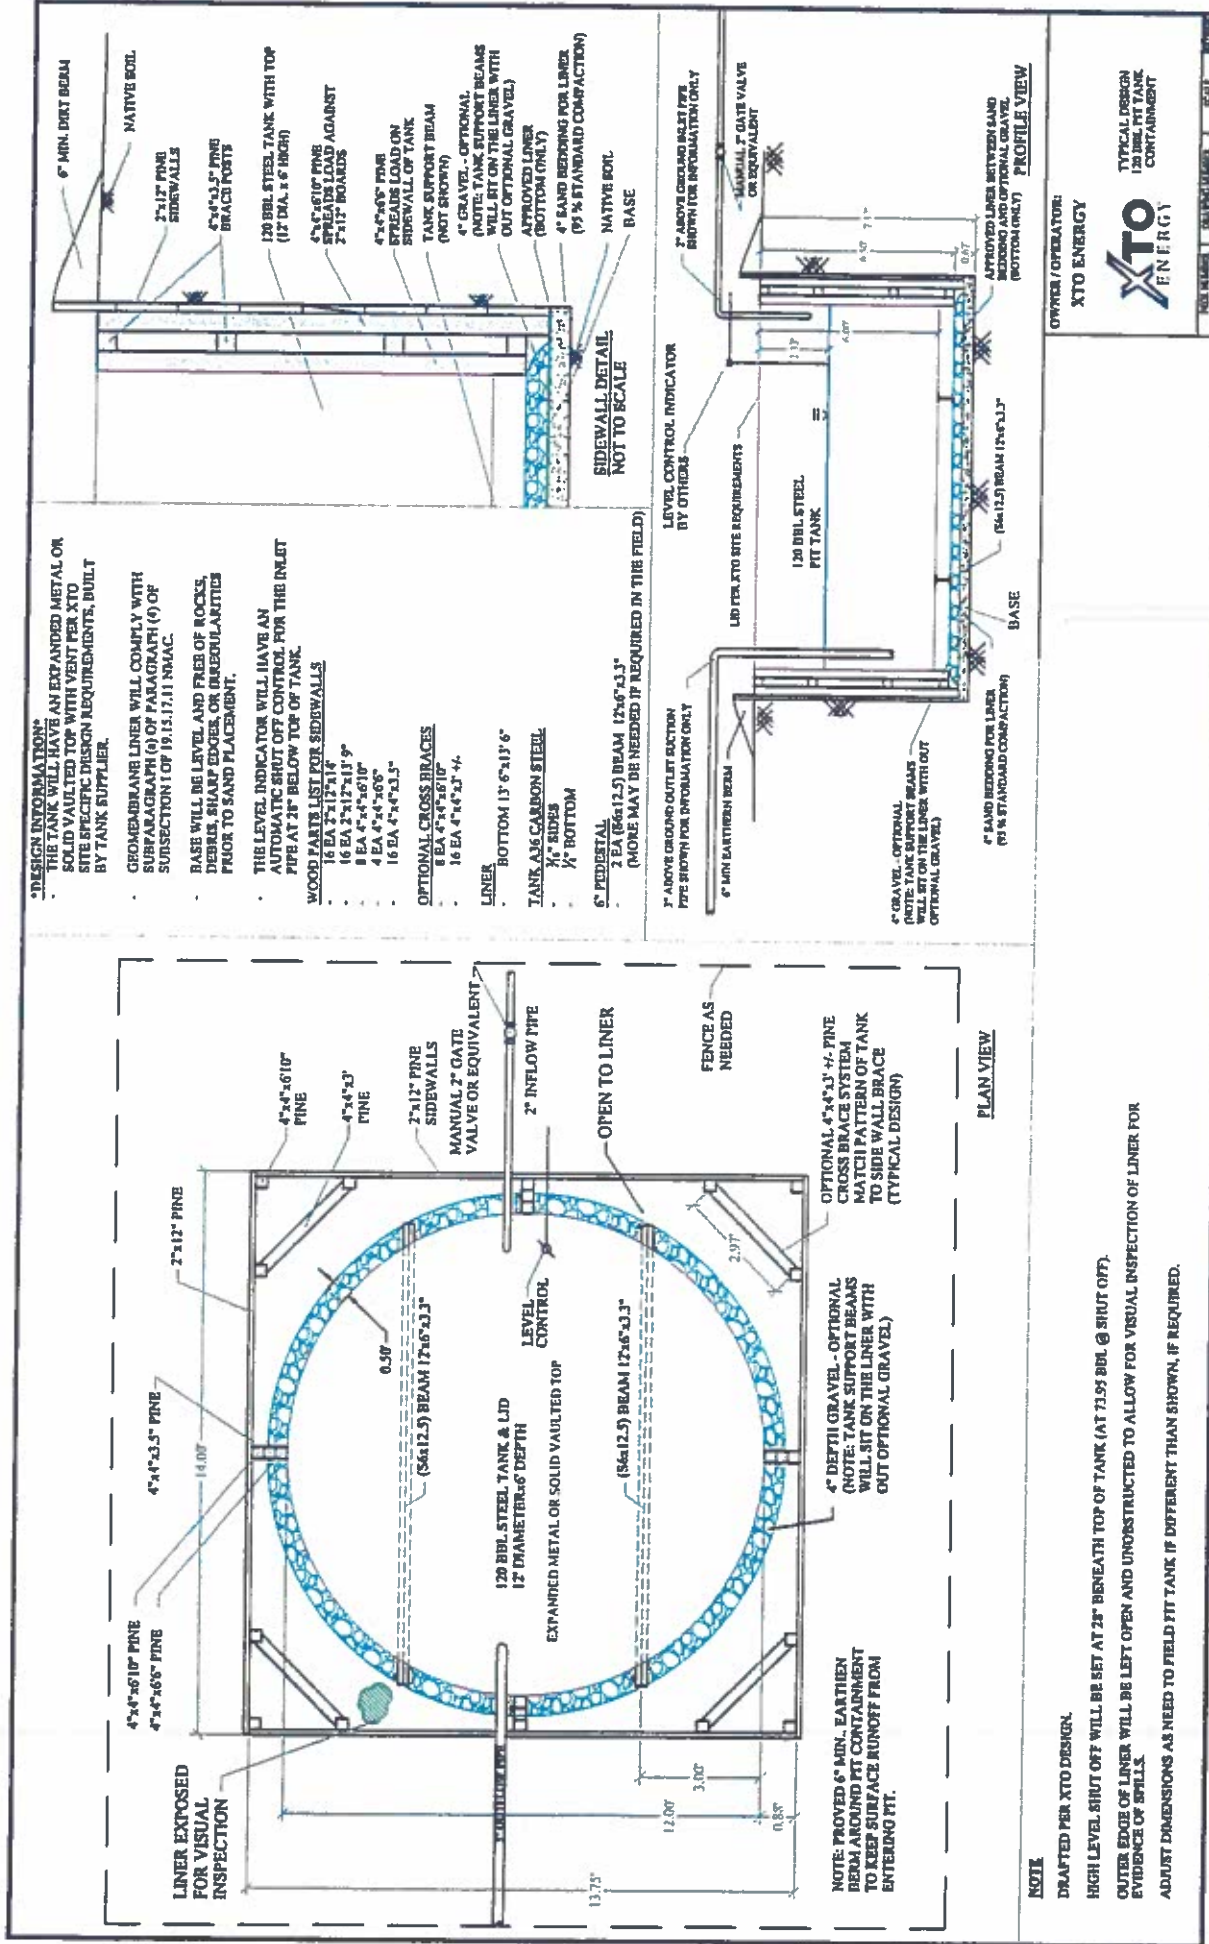 *DESIGN INFORMATION*
- THE TANK WILL HAVE AN EXPANDED METAL OR
SOLID VAULTED TOP WITH VENT PER XTO
SITE SPECIFIC DESIGN REQUIREMENTS, BUILT
BY TANK SUPPLIER.
- GEOMEMBRANE LINER WILL COMPLY WITH
SUBPARAGRAPH (a) OF PARAGRAPH (4) OF
SUBSECTION I OF 19.15.17.11 NMAC.
- BASE WILL BE LEVEL AND FREE OF ROCKS,
DEBRIS, SHARP EDGES, OR IRREGULARITIES
PRIOR TO SAND PLACEMENT.
- THE LEVEL INDICATOR WILL HAVE AN
AUTOMATIC SHUT OFF CONTROL FOR THE INLET
PIPE AT 28" BELOW TOP OF TANK.
WOOD PARTS LIST FOR SIDEWALLS
- 16 EA 2"x12"x14'
- 16 EA 2"x12"x13'9"
- 8 EA 4"x4"x6'10"
- 4 EA 4"x4"x6'6"
- 16 EA 4"x4"x3.5"
OPTIONAL CROSS BRACES
- 8 EA 4"x4"x6'10"
- 16 EA 4"x4"x3' +/-
LINER
- BOTTOM 13' 6"x13' 6"
TANK A36 CARBON STEEL
- SIDES
- BOTTOM
6" PEDESTAL
- 2 EA (S6x12.5) BEAM 12'x6"x3.3"
(MORE MAY BE NEEDED IF REQUIRED IN THE FIELD)
6" MIN. DIRT BERM
NATIVE SOIL
2"x12" PINE
SIDEWALLS
4"x4"x3.5" PINE
BRACE POSTS
120 BBL STEEL TANK WITH TOP
(12' DIA. x 6' HIGH)
4"x4"x6'10" PINE
SPREADS LOAD AGAINST
2"x12" BOARDS
4"x4"x6'6" PINE
SPREADS LOAD ON
SIDEWALL OF TANK
TANK SUPPORT BEAM
(NOT SHOWN)
4" GRAVEL - OPTIONAL
(NOTE: TANK SUPPORT BEAMS
WILL SIT ON THE LINER WITH
OUT OPTIONAL GRAVEL)
APPROVED LINER
(BOTTOM ONLY)
4" SAND BEDDING FOR LINER
(95 % STANDARD COMPACTION)
NATIVE SOIL
BASE
SIDEWALL DETAIL
NOT TO SCALE
LINER EXPOSED
FOR VISUAL
INSPECTION
4"x4"x6'10" PINE
4"x4"x6'6" PINE
4"x4"x3.5" PINE
2"x12" PINE
14.00'
4"x4"x6'10"
PINE
4"x4"x3'
PINE
2"x12" PINE
SIDEWALLS
MANUAL 2" GATE
VALVE OR EQUIVALENT
2" INFLOW PIPE
OPEN TO LINER
FENCE AS
NEEDED
0.50'
(S6x12.5) BEAM 12'x6"x3.3"
LEVEL
CONTROL
120 BBL STEEL TANK & LID
12' DIAMETERx6' DEPTH
EXPANDED METAL OR SOLID VAULTED TOP
(S6x12.5) BEAM 12'x6"x3.3"
2.97'
13.75'
12.00'
3.00'
0.88'
NOTE: PROVED 6" MIN.. EARTHEN
BERM AROUND PIT CONTAINMENT
TO KEEP SURFACE RUNOFF FROM
ENTERING PIT.
4" DEPTH GRAVEL - OPTIONAL
(NOTE: TANK SUPPORT BEAMS
WILL SIT ON THE LINER WITH
OUT OPTIONAL GRAVEL)
OPTIONAL 4"x4"x3' +/- PINE
CROSS BRACE SYSTEM
MATCH PATTERN OF TANK
TO SIDE WALL BRACE
(TYPICAL DESIGN)
PLAN VIEW
3" ABOVE GROUND OUTLET SUCTION
PIPE SHOWN FOR INFORMATION ONLY
6" MIN EARTHERN BERM
LEVEL CONTROL INDICATOR
BY OTHERS
LID PER XTO SITE REQUIREMENTS
2" ABOVE GROUND INLET PIPE
SHOWN FOR INFORMATION ONLY
MANUAL 2" GATE VALVE
OR EQUIVALENT
120 BBL STEEL
PIT TANK
6.00'
0.67'
4" GRAVEL - OPTIONAL
(NOTE: TANK SUPPORT BEAMS
WILL SIT ON THE LINER WITH OUT
OPTIONAL GRAVEL)
4" SAND BEDDING FOR LINER
(95 % STANDARD COMPACTION)
BASE
(S6x12.5) BEAM 12'x6"x3.3"
APPROVED LINER BETWEEN SAND
BEDDING AND OPTIONAL GRAVEL
(BOTTOM ONLY)
PROFILE VIEW
NOTE
DRAFTED PER XTO DESIGN.
HIGH LEVEL SHUT OFF WILL BE SET AT 28" BENEATH TOP OF TANK (AT 73.95 BBL @ SHUT OFF).
OUTER EDGE OF LINER WILL BE LEFT OPEN AND UNOBSTRUCTED TO ALLOW FOR VISUAL INSPECTION OF LINER FOR
EVIDENCE OF SPILLS.
ADJUST DIMENSIONS AS NEED TO FIELD FIT TANK IF DIFFERENT THAN SHOWN, IF REQUIRED.
OWNER / OPERATOR:
XTO ENERGY
XTO
ENERGY
TYPICAL DESIGN
120 BBL PIT TANK
CONTAINMENT